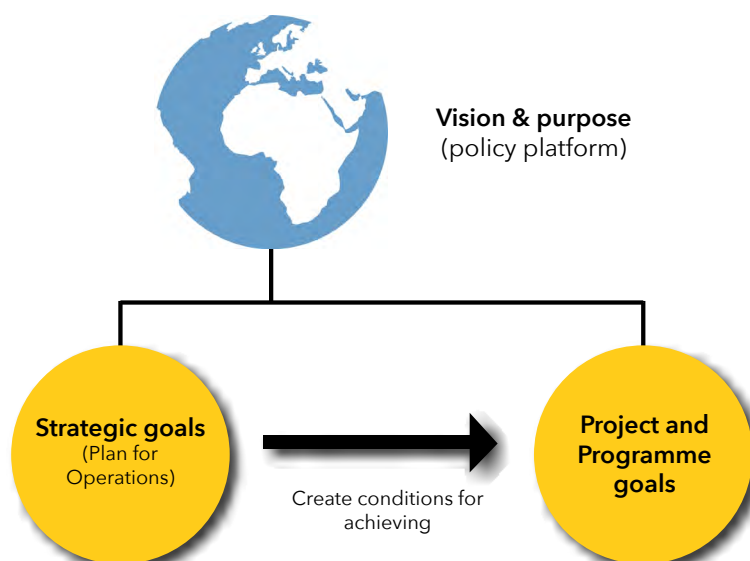 Vision & purpose
(policy platform)
Strategic goals
(Plan for
Operations)
Create conditions for
achieving
Project and
Programme
goals